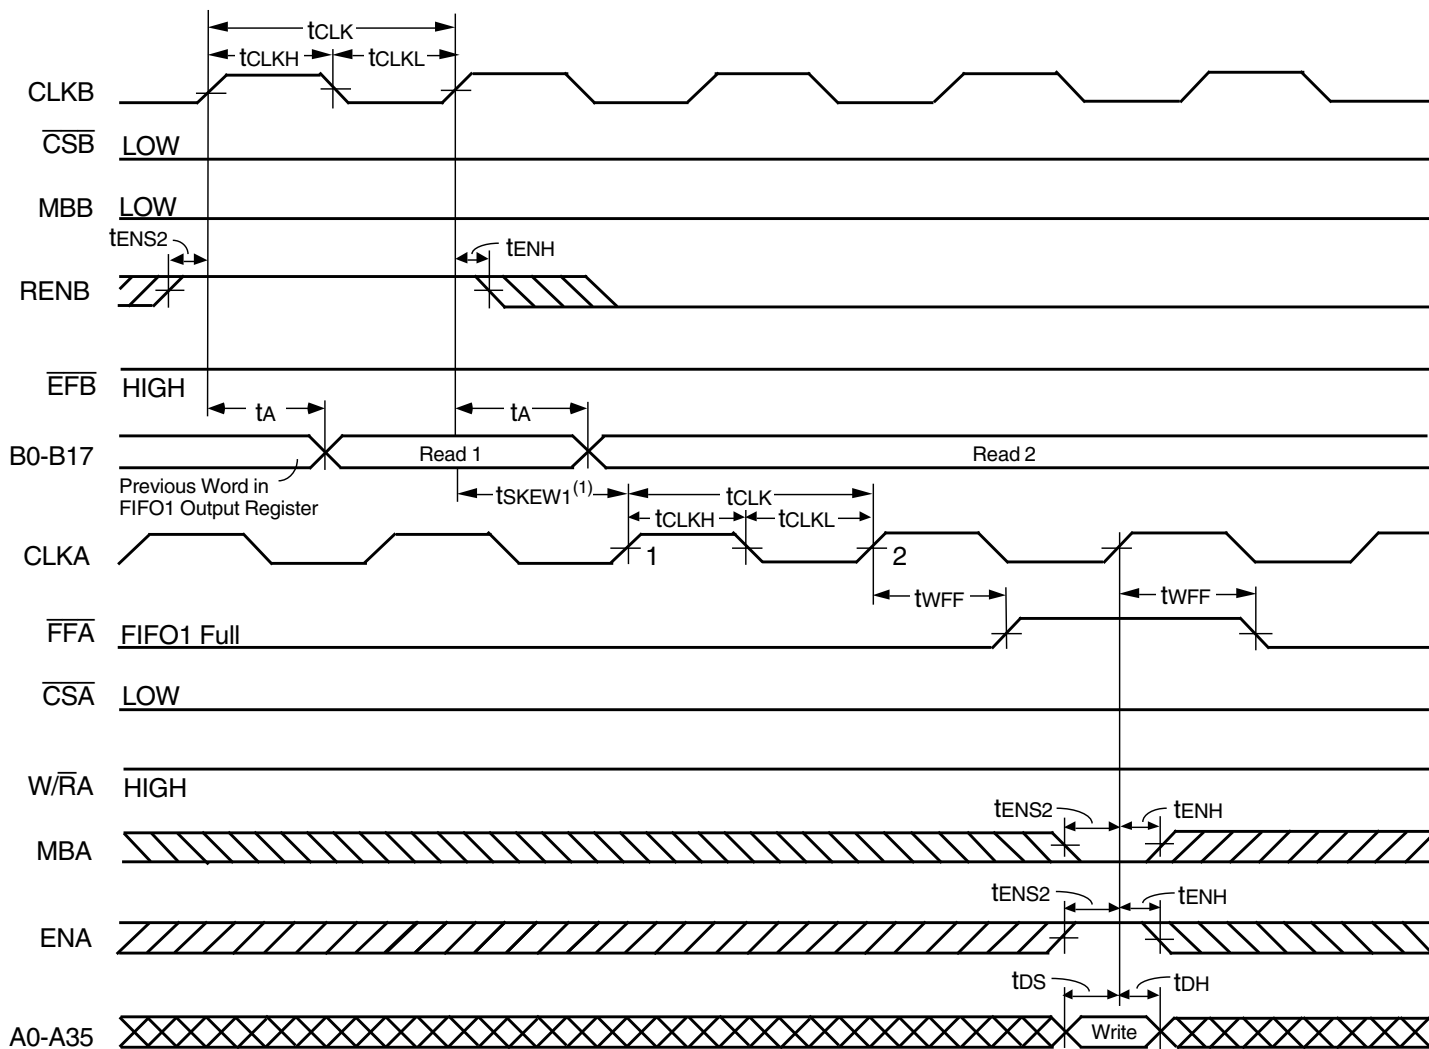 tCLK
tCLKH tCLKL
CLKB
CSB LOW
MBB LOW
tENS2 tENH
RENB
EFB HIGH
tA tA
B0-B17 Read 1 Read 2
Previous Word in
FIFO1 Output Register
tSKEW1(1) tCLK
tCLKH tCLKL
CLKA 1 2
tWFF tWFF
FFA FIFO1 Full
CSA LOW
W/RA HIGH
tENS2 tENH
MBA
tENS2 tENH
ENA
tDS tDH
A0-A35 Write